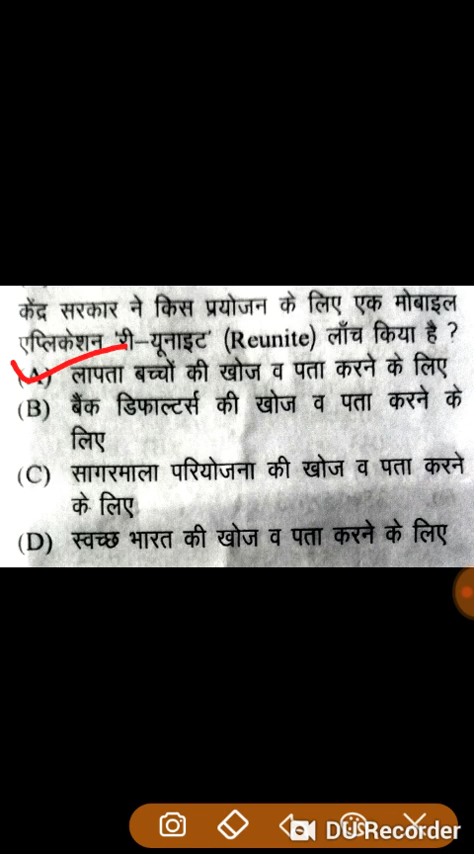 केंद्र सरकार ने किस प्रयोजन के लिए एक मोबाइल
एप्लिकेशन 'री-यूनाइट' (Reunite) लाँच किया है ?
(A) लापता बच्चों की खोज व पता करने के लिए
(B) बैंक डिफाल्टर्स की खोज व पता करने के
लिए
(C) सागरमाला परियोजना की खोज व पता करने
के लिए
(D) स्वच्छ भारत की खोज व पता करने के लिए
DU Recorder